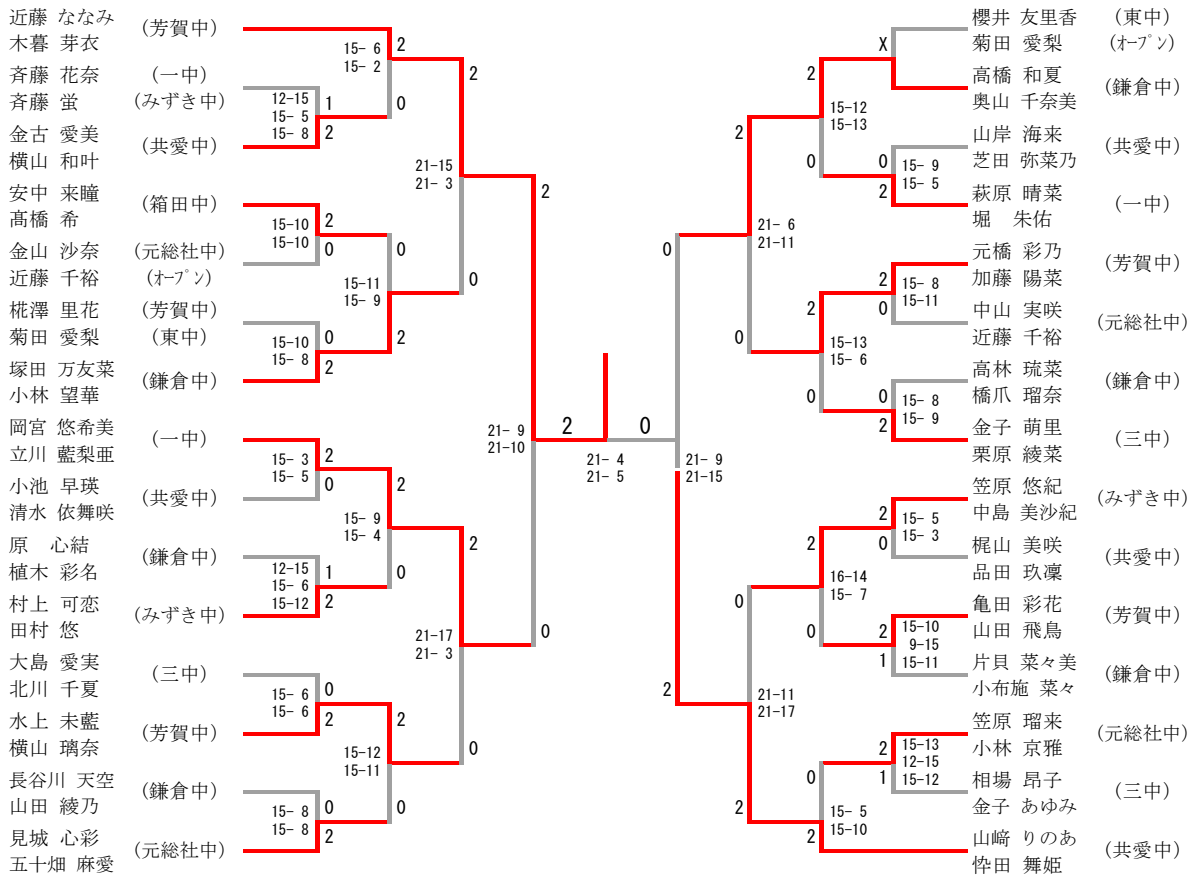 近藤 ななみ
木暮 芽衣
(芳賀中)
斉藤 花奈
斉藤 蛍
(一中)
(みずき中)
金古 愛美
横山 和叶
(共愛中)
安中 来瞳
髙橋 希
(箱田中)
金山 沙奈
近藤 千裕
(元総社中)
(オープン)
椛澤 里花
菊田 愛梨
(芳賀中)
(東中)
塚田 万友菜
小林 望華
(鎌倉中)
岡宮 悠希美
立川 藍梨亜
(一中)
小池 早瑛
清水 依舞咲
(共愛中)
原 心結
植木 彩名
(鎌倉中)
村上 可恋
田村 悠
(みずき中)
大島 愛実
北川 千夏
(三中)
水上 未藍
横山 璃奈
(芳賀中)
長谷川 天空
山田 綾乃
(鎌倉中)
見城 心彩
五十畑 麻愛
(元総社中)
12-15
15- 5
15- 8
1
2
15-10
15-10
2
0
15-10
15- 8
0
2
15- 3
15- 5
2
0
12-15
15- 6
15-12
1
2
15- 6
15- 6
0
2
15- 8
15- 8
0
2
15- 6
15- 2
2
0
15-11
15- 9
0
2
15- 9
15- 4
2
0
15-12
15-11
2
0
21-15
21- 3
2
0
21-17
21- 3
2
0
21- 9
21-10
2
0
2
0
21- 4
21- 5
0
21- 9
21-15
2
2
21- 6
21-11
0
0
21-11
21-17
2
2
15-12
15-13
0
2
15-13
15- 6
0
2
16-14
15- 7
0
0
15- 5
15-10
2
X
0
15- 9
15- 5
2
2
15- 8
15-11
0
0
15- 8
15- 9
2
2
15- 5
15- 3
0
2
15-10
9-15
15-11
1
2
15-13
12-15
15-12
1
櫻井 友里香
菊田 愛梨
(東中)
(オープン)
高橋 和夏
奥山 千奈美
(鎌倉中)
山岸 海来
芝田 弥菜乃
(共愛中)
萩原 晴菜
堀 朱佑
(一中)
元橋 彩乃
加藤 陽菜
(芳賀中)
中山 実咲
近藤 千裕
(元総社中)
高林 琉菜
橋爪 瑠奈
(鎌倉中)
金子 萌里
栗原 綾菜
(三中)
笠原 悠紀
中島 美沙紀
(みずき中)
梶山 美咲
品田 玖凜
(共愛中)
亀田 彩花
山田 飛鳥
(芳賀中)
片貝 菜々美
小布施 菜々
(鎌倉中)
笠原 瑠来
小林 京雅
(元総社中)
相場 昂子
金子 あゆみ
(三中)
山﨑 りのあ
忰田 舞姫
(共愛中)